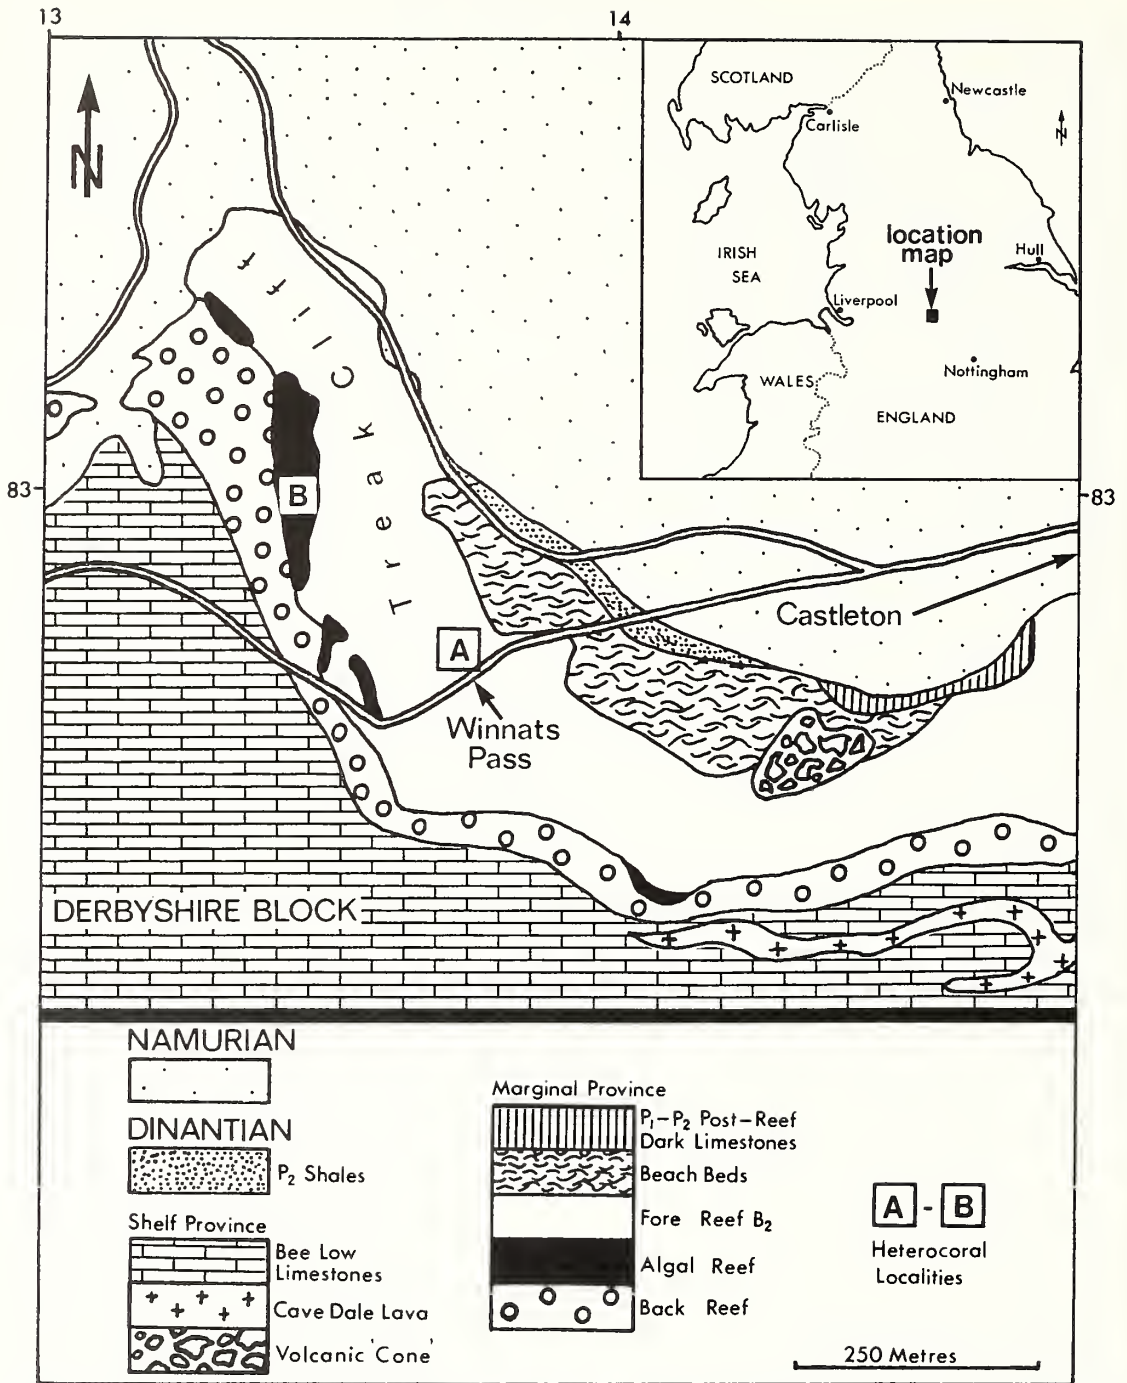 13
14
N
SCOTLAND
Newcastle
Carlisle
N
location
map
IRISH
SEA
Hull
Liverpool
Nottingham
WALES
ENGLAND
Treak Cliff
83
83
B
A
Castleton
Winnats
Pass
DERBYSHIRE BLOCK
NAMURIAN
DINANTIAN
P₂ Shales
Shelf Province
Bee Low
Limestones
Cave Dale Lava
Volcanic 'Cone'
Marginal Province
P₁–P₂ Post–Reef
Dark Limestones
Beach Beds
Fore Reef B₂
Algal Reef
Back Reef
A - B
Heterocoral
Localities
250 Metres